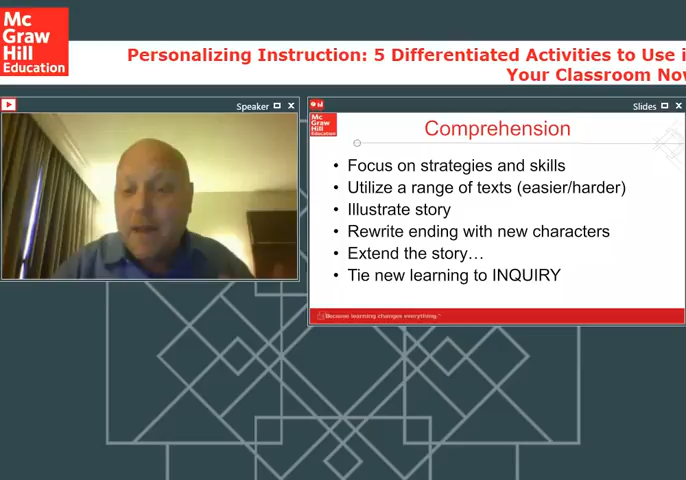 Mc
Graw
Hill
Education
Personalizing Instruction: 5 Differentiated Activities to Use
Your Classroom
Speaker
Slides
Mc
Graw
Hill
Education
Comprehension
• Focus on strategies and skills
• Utilize a range of texts (easier/harder)
• Illustrate story
• Rewrite ending with new characters
• Extend the story…
• Tie new learning to INQUIRY
Because learning changes everything.™